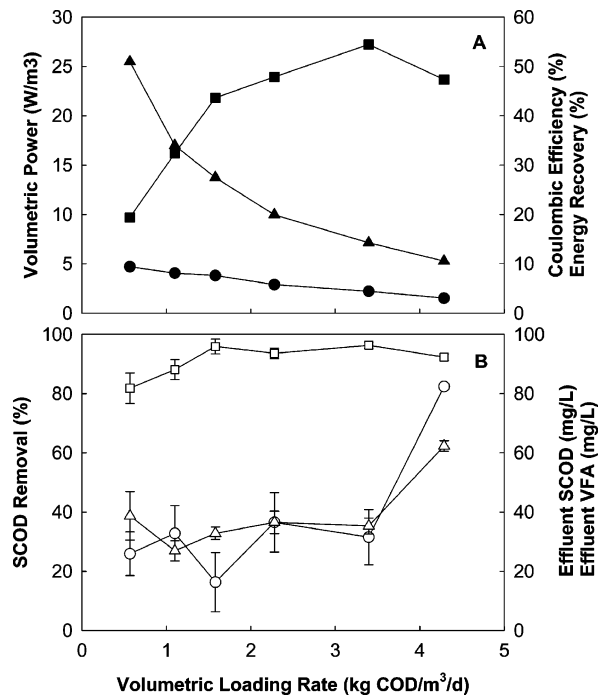 A
Volumetric Power (W/m3)
30
25
20
15
10
5
0
60
50
40
30
20
10
0
Coulombic Efficiency (%)
Energy Recovery (%)
B
SCOD Removal (%)
100
80
60
40
20
0
100
80
60
40
20
0
Effluent SCOD (mg/L)
Effluent VFA (mg/L)
0 1 2 3 4 5
Volumetric Loading Rate (kg COD/m³/d)